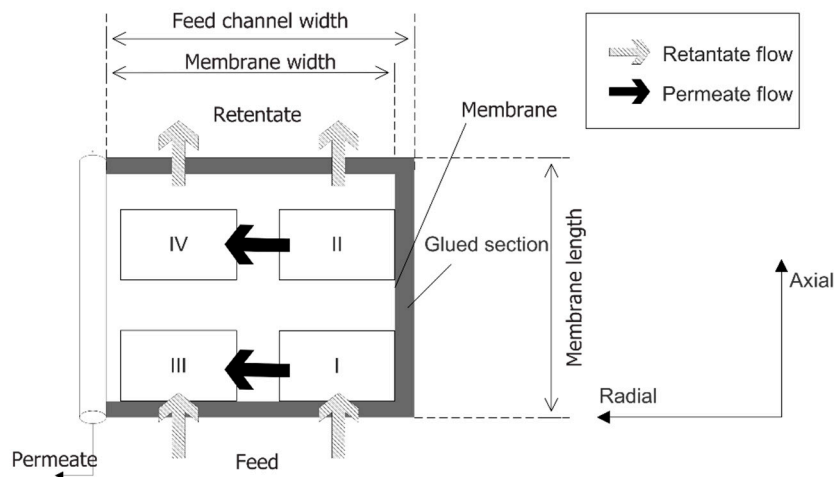 Feed channel width
Membrane width
Retentate
Membrane
Retantate flow
Permeate flow
IV
II
Glued section
III
I
Membrane length
Axial
Radial
Permeate
Feed